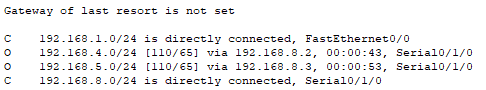 Gateway of last resort is not set
C    192.168.1.0/24 is directly connected, FastEthernet0/0
O    192.168.4.0/24 [110/65] via 192.168.8.2, 00:00:43, Serial0/1/0
O    192.168.5.0/24 [110/65] via 192.168.8.3, 00:00:53, Serial0/1/0
C    192.168.8.0/24 is directly connected, Serial0/1/0